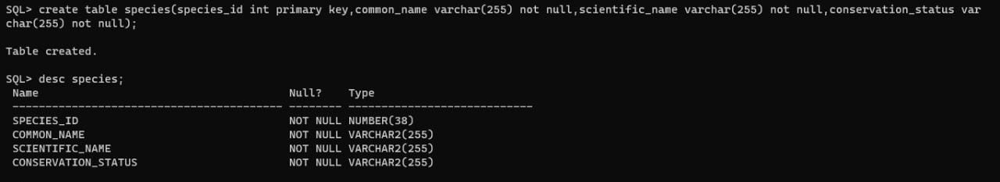 SQL> create table species(species_id int primary key,common_name varchar(255) not null,scientific_name varchar(255) not null,conservation_status var
char(255) not null);
Table created.
SQL> desc species;
Name Null? Type
----------------------------------------- -------- ----------------------------
SPECIES_ID NOT NULL NUMBER(38)
COMMON_NAME NOT NULL VARCHAR2(255)
SCIENTIFIC_NAME NOT NULL VARCHAR2(255)
CONSERVATION_STATUS NOT NULL VARCHAR2(255)